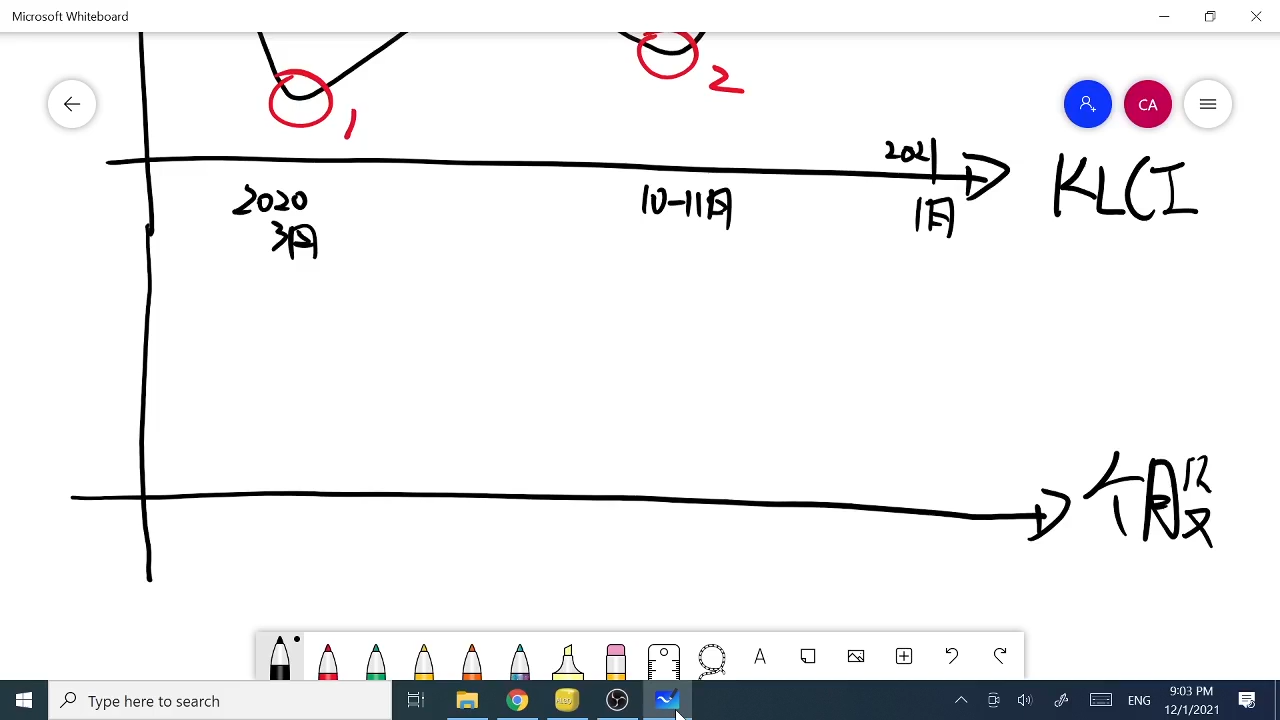 Microsoft Whiteboard
CA
1
2
2021
KLCI
2020
3月
10-11月
1月
个股
A
Type here to search
ENG
9:03 PM
12/1/2021